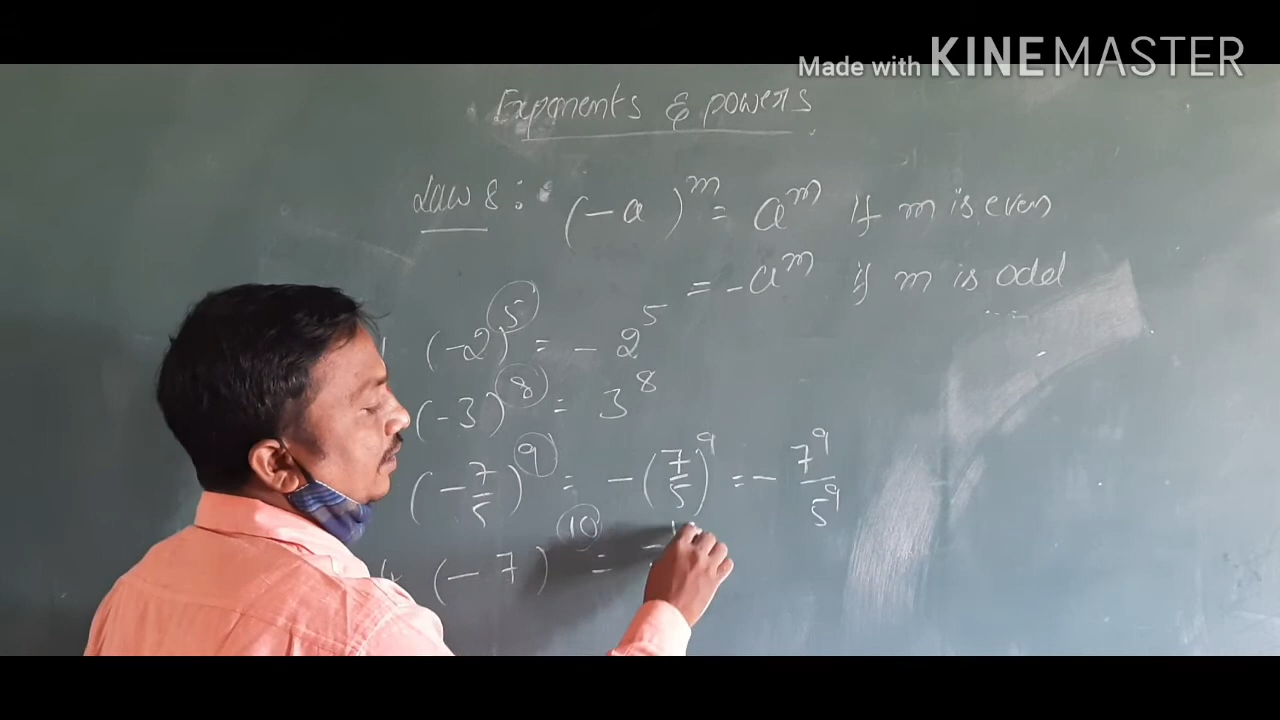 Made with KINEMASTER
Exponents & powers
Law 8: (-a)^m = a^m if m is even
= -a^m if m is odd
(-2)^5 = -2^5
(-3)^8 = 3^8
(-7/5)^9 = -(7/5)^9 = -7^9/5^9
(-7)^10 =